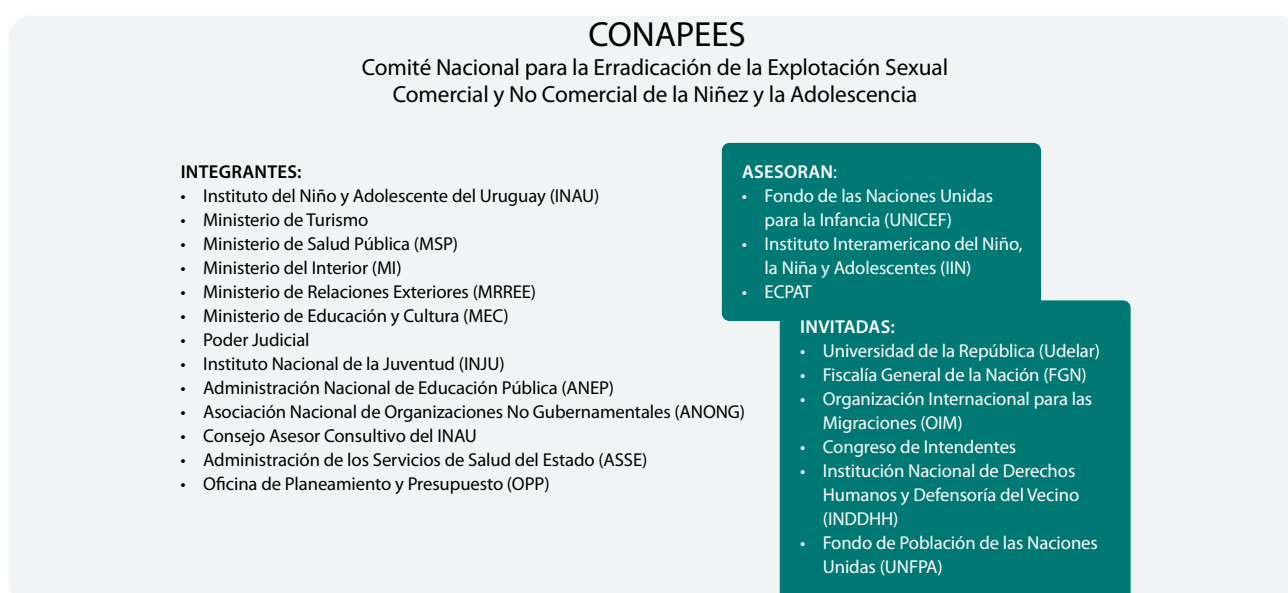 CONAPEES
Comité Nacional para la Erradicación de la Explotación Sexual
Comercial y No Comercial de la Niñez y la Adolescencia
INTEGRANTES:
• Instituto del Niño y Adolescente del Uruguay (INAU)
• Ministerio de Turismo
• Ministerio de Salud Pública (MSP)
• Ministerio del Interior (MI)
• Ministerio de Relaciones Exteriores (MRREE)
• Ministerio de Educación y Cultura (MEC)
• Poder Judicial
• Instituto Nacional de la Juventud (INJU)
• Administración Nacional de Educación Pública (ANEP)
• Asociación Nacional de Organizaciones No Gubernamentales (ANONG)
• Consejo Asesor Consultivo del INAU
• Administración de los Servicios de Salud del Estado (ASSE)
• Oficina de Planeamiento y Presupuesto (OPP)
ASESORAN:
• Fondo de las Naciones Unidas
para la Infancia (UNICEF)
• Instituto Interamericano del Niño,
la Niña y Adolescentes (IIN)
• ECPAT
INVITADAS:
• Universidad de la República (Udelar)
• Fiscalía General de la Nación (FGN)
• Organización Internacional para las
Migraciones (OIM)
• Congreso de Intendentes
• Institución Nacional de Derechos
Humanos y Defensoría del Vecino
(INDDHH)
• Fondo de Población de las Naciones
Unidas (UNFPA)